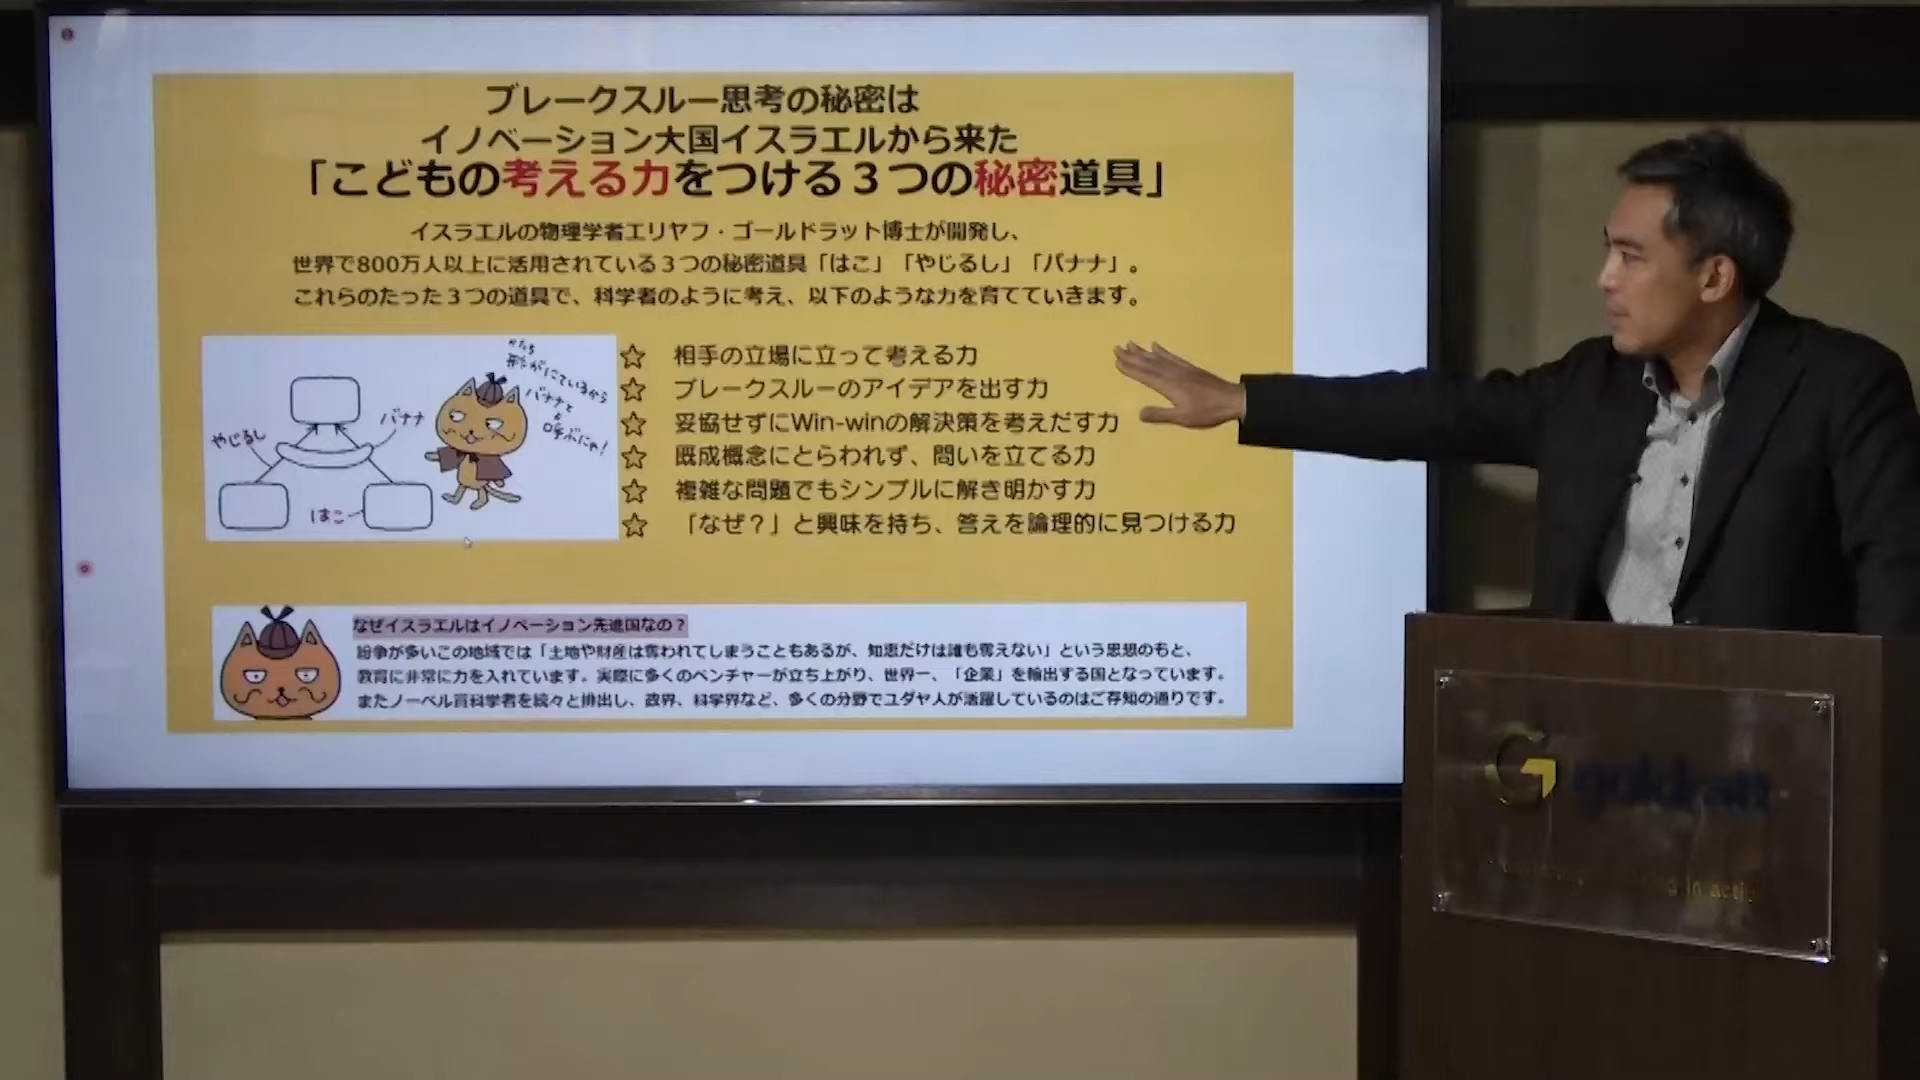 ブレークスルー思考の秘密は
イノベーション大国イスラエルから来た
「こどもの考える力をつける３つの秘密道具」
イスラエルの物理学者エリヤフ・ゴールドラット博士が開発し、
世界で800万人以上に活用されている３つの秘密道具「はこ」「やじるし」「バナナ」。
これらのたった３つの道具で、科学者のように考え、以下のような力を育てていきます。
かたち
形がにているから
バナナと
呼ぶにゃ！
バナナ
やじるし
はこ
☆ 相手の立場に立って考える力
☆ ブレークスルーのアイデアを出す力
☆ 妥協せずにWin-winの解決策を考えだす力
☆ 既成概念にとらわれず、問いを立てる力
☆ 複雑な問題でもシンプルに解き明かす力
☆ 「なぜ？」と興味を持ち、答えを論理的に見つける力
なぜイスラエルはイノベーション先進国なの？
紛争が多いこの地域では「土地や財産は奪われてしまうこともあるが、知恵だけは誰も奪えない」という思想のもと、
教育に非常に力を入れています。実際に多くのベンチャーが立ち上がり、世界一、「企業」を輸出する国となっています。
またノーベル賞科学者を続々と排出し、政界、科学界など、多くの分野でユダヤ人が活躍しているのはご存知の通りです。
goldratt
in action